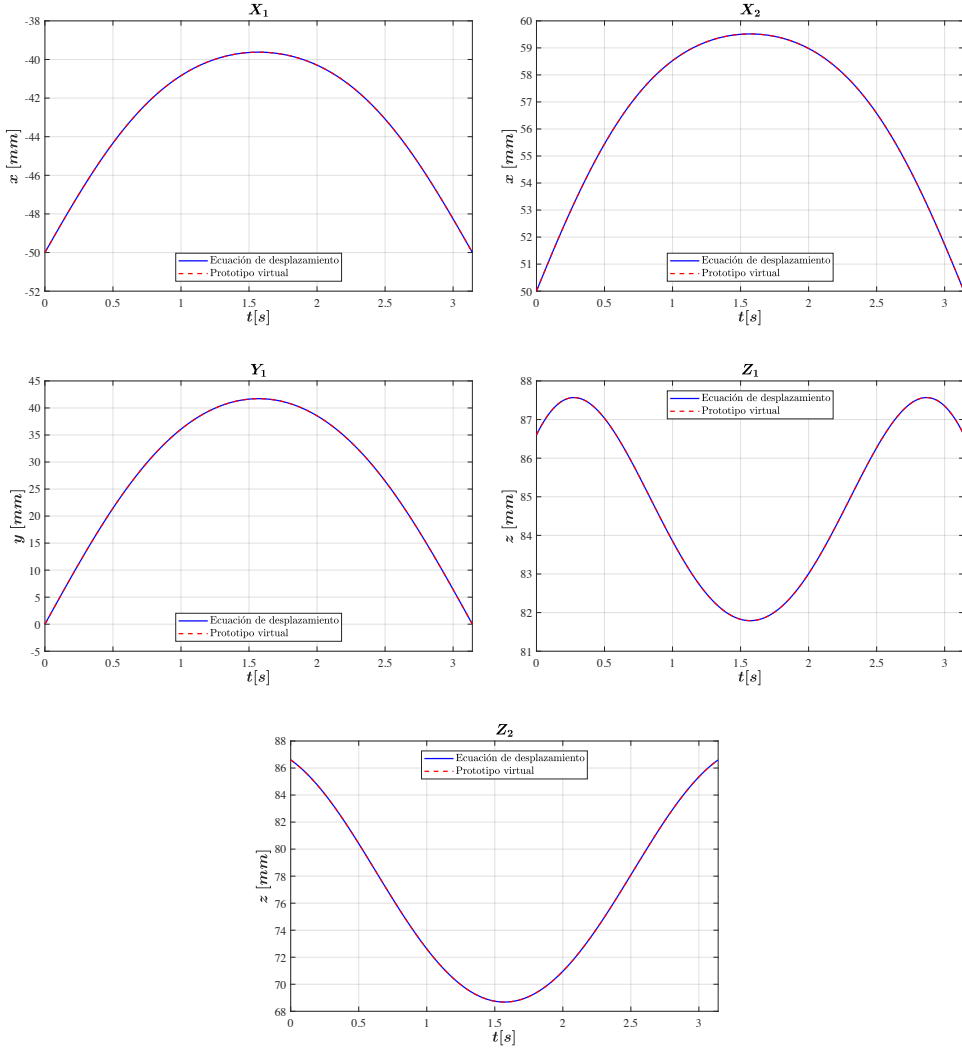 X₁
-38
-40
-42
-44
-46
-48
-50
-52
x [mm]
Ecuación de desplazamiento
Prototipo virtual
0 0.5 1 1.5 2 2.5 3
t[s]
X₂
60
59
58
57
56
55
54
53
52
51
50
x [mm]
Ecuación de desplazamiento
Prototipo virtual
0 0.5 1 1.5 2 2.5 3
t[s]
Y₁
45
40
35
30
25
20
15
10
5
0
-5
y [mm]
Ecuación de desplazamiento
Prototipo virtual
0 0.5 1 1.5 2 2.5 3
t[s]
Z₁
88
87
86
85
84
83
82
81
z [mm]
Ecuación de desplazamiento
Prototipo virtual
0 0.5 1 1.5 2 2.5 3
t[s]
Z₂
88
86
84
82
80
78
76
74
72
70
68
z [mm]
Ecuación de desplazamiento
Prototipo virtual
0 0.5 1 1.5 2 2.5 3
t[s]